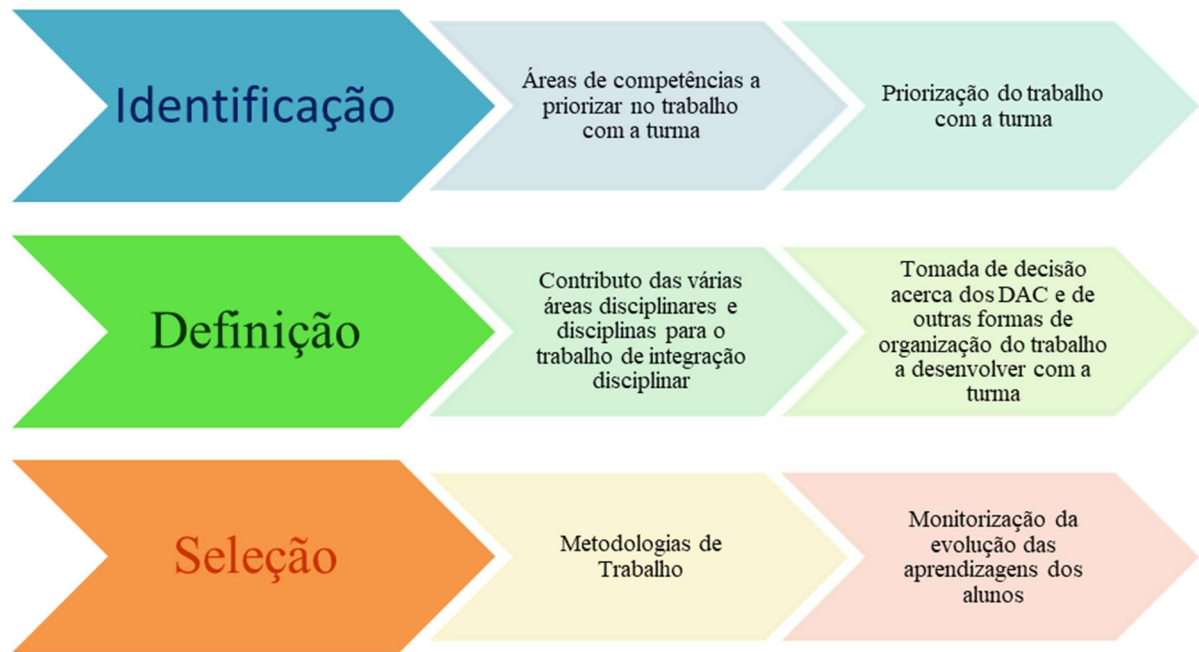 Identificação
Áreas de competências a
priorizar no trabalho
com a turma
Priorização do trabalho
com a turma
Definição
Contributo das várias
áreas disciplinares e
disciplinas para o
trabalho de integração
disciplinar
Tomada de decisão
acerca dos DAC e de
outras formas de
organização do trabalho
a desenvolver com a
turma
Seleção
Metodologias de
Trabalho
Monitorização da
evolução das
aprendizagens dos
alunos